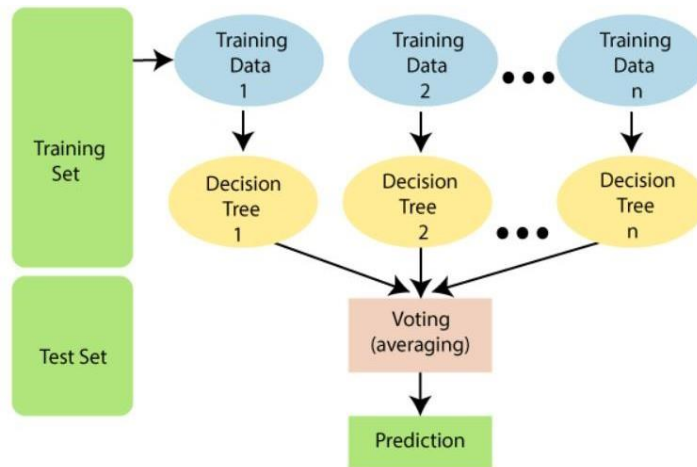 Training
Set
Test Set
Training
Data
1
Training
Data
2
Training
Data
n
Decision
Tree
1
Decision
Tree
2
Decision
Tree
n
Voting
(averaging)
Prediction